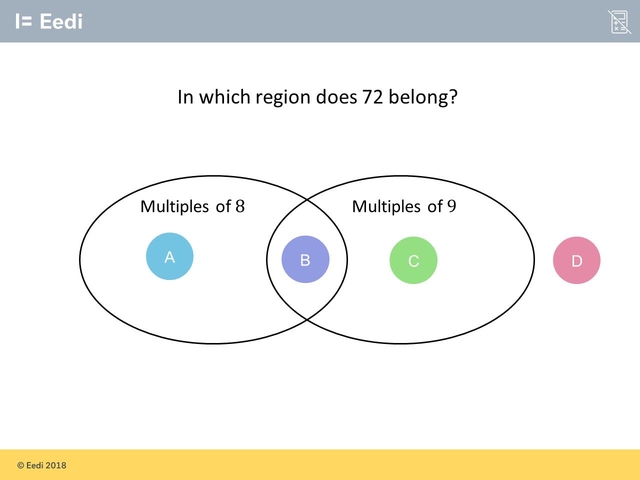 Eedi
In which region does 72 belong?
Multiples of 8
Multiples of 9
A
B
C
D
© Eedi 2018